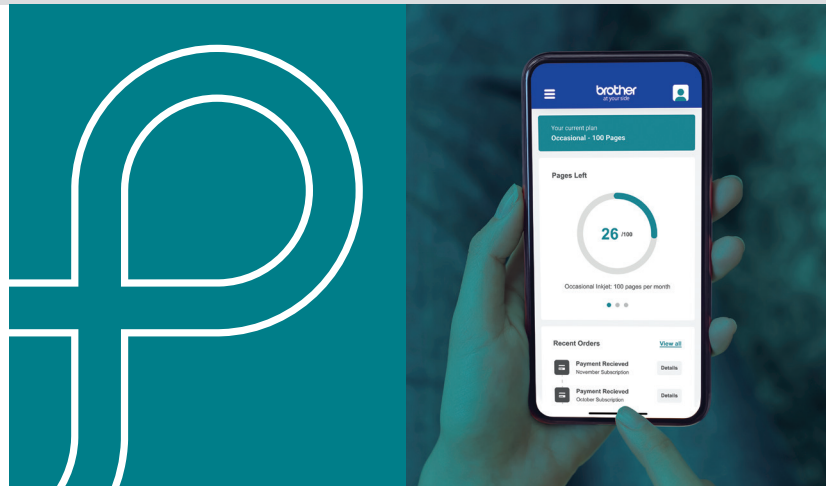 brother
at your side
Your current plan
Occasional - 100 Pages
Pages Left
26 /100
Occasional Inkjet: 100 pages per month
Recent Orders View all
Payment Recieved
November Subscription
Details
Payment Recieved
October Subscription
Details